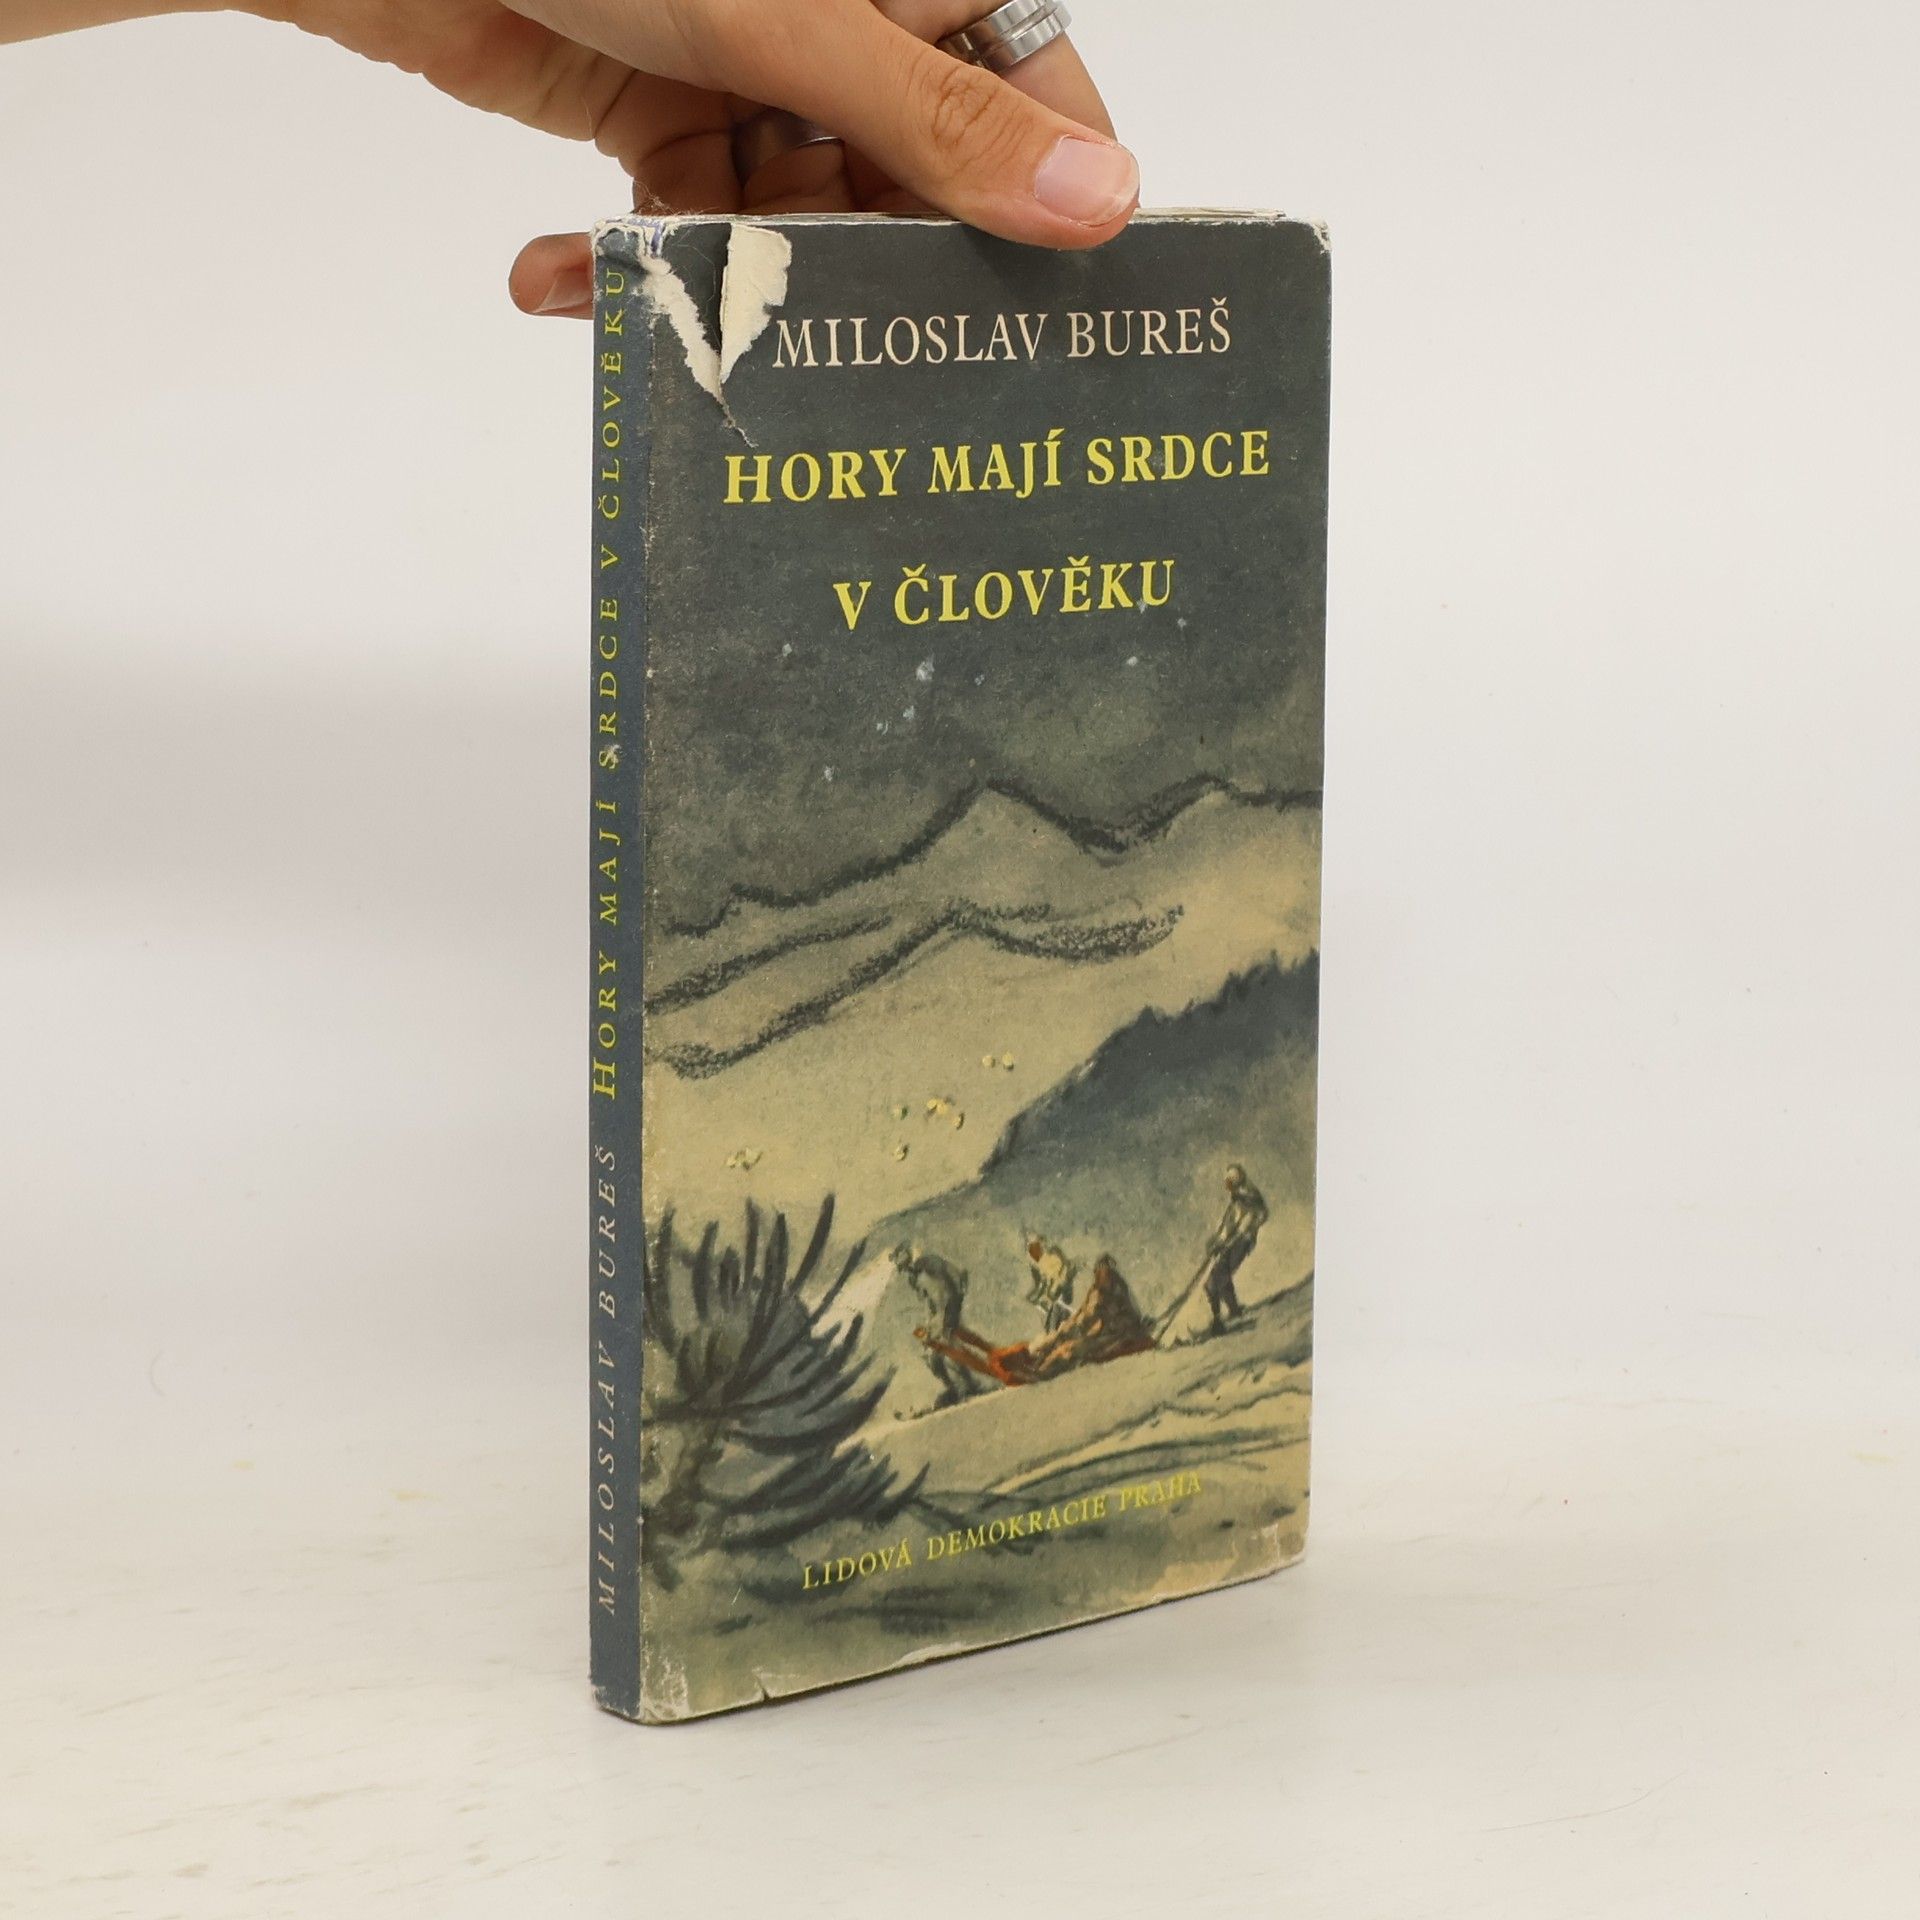 MILOSLAV BUREŠ
HORY MAJÍ SRDCE
V ČLOVĚKU
LIDOVÁ DEMOKRACIE PRAHA
MILOSLAV BUREŠ HORY MAJÍ SRDCE V ČLOVĚKU